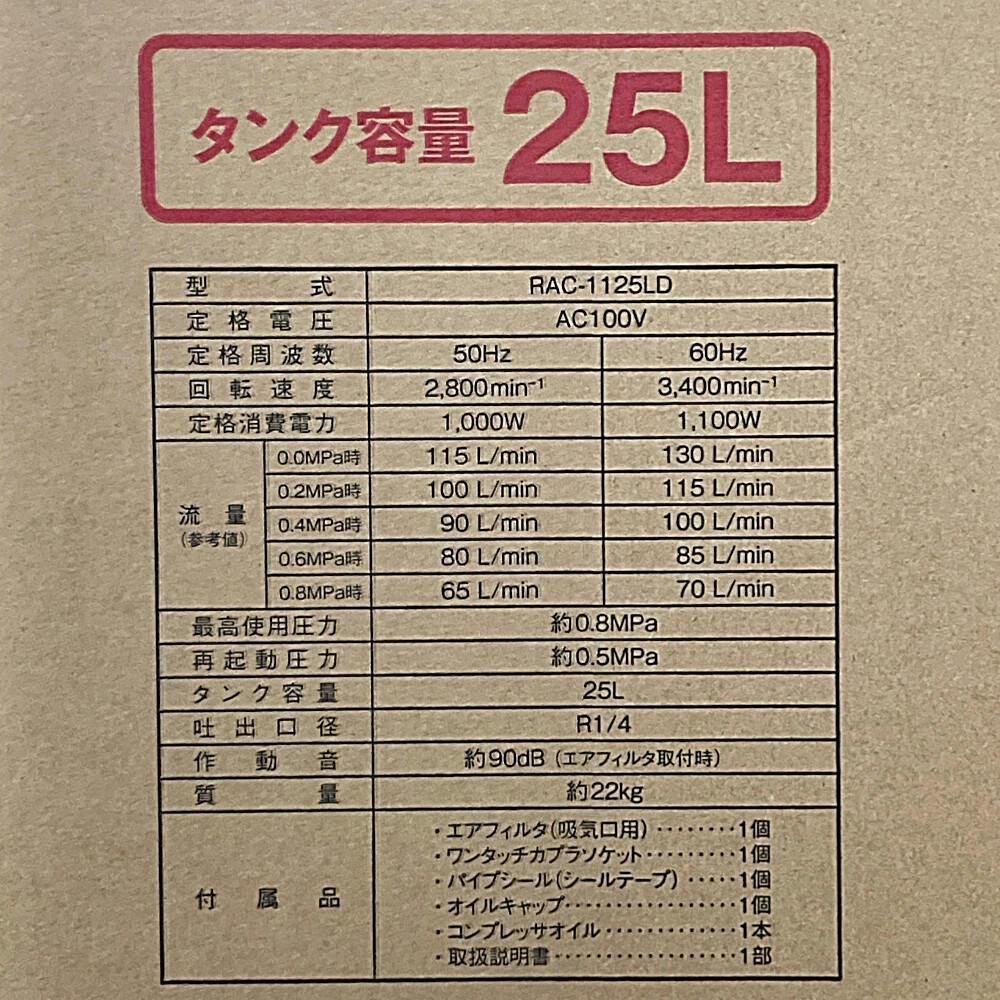 タンク容量 25L
型式 RAC-1125LD
定格電圧 AC100V
定格周波数 50Hz 60Hz
回転速度 2,800min⁻¹ 3,400min⁻¹
定格消費電力 1,000W 1,100W
流量(参考値) 0.0MPa時 115 L/min 130 L/min
0.2MPa時 100 L/min 115 L/min
0.4MPa時 90 L/min 100 L/min
0.6MPa時 80 L/min 85 L/min
0.8MPa時 65 L/min 70 L/min
最高使用圧力 約0.8MPa
再起動圧力 約0.5MPa
タンク容量 25L
吐出口径 R1/4
作動音 約90dB(エアフィルタ取付時)
質量 約22kg
付属品
・エアフィルタ(吸気口用)········1個
・ワンタッチカプラソケット·········1個
・パイプシール(シールテープ)·····1個
・オイルキャップ·················1個
・コンプレッサオイル·············1本
・取扱説明書··················1部